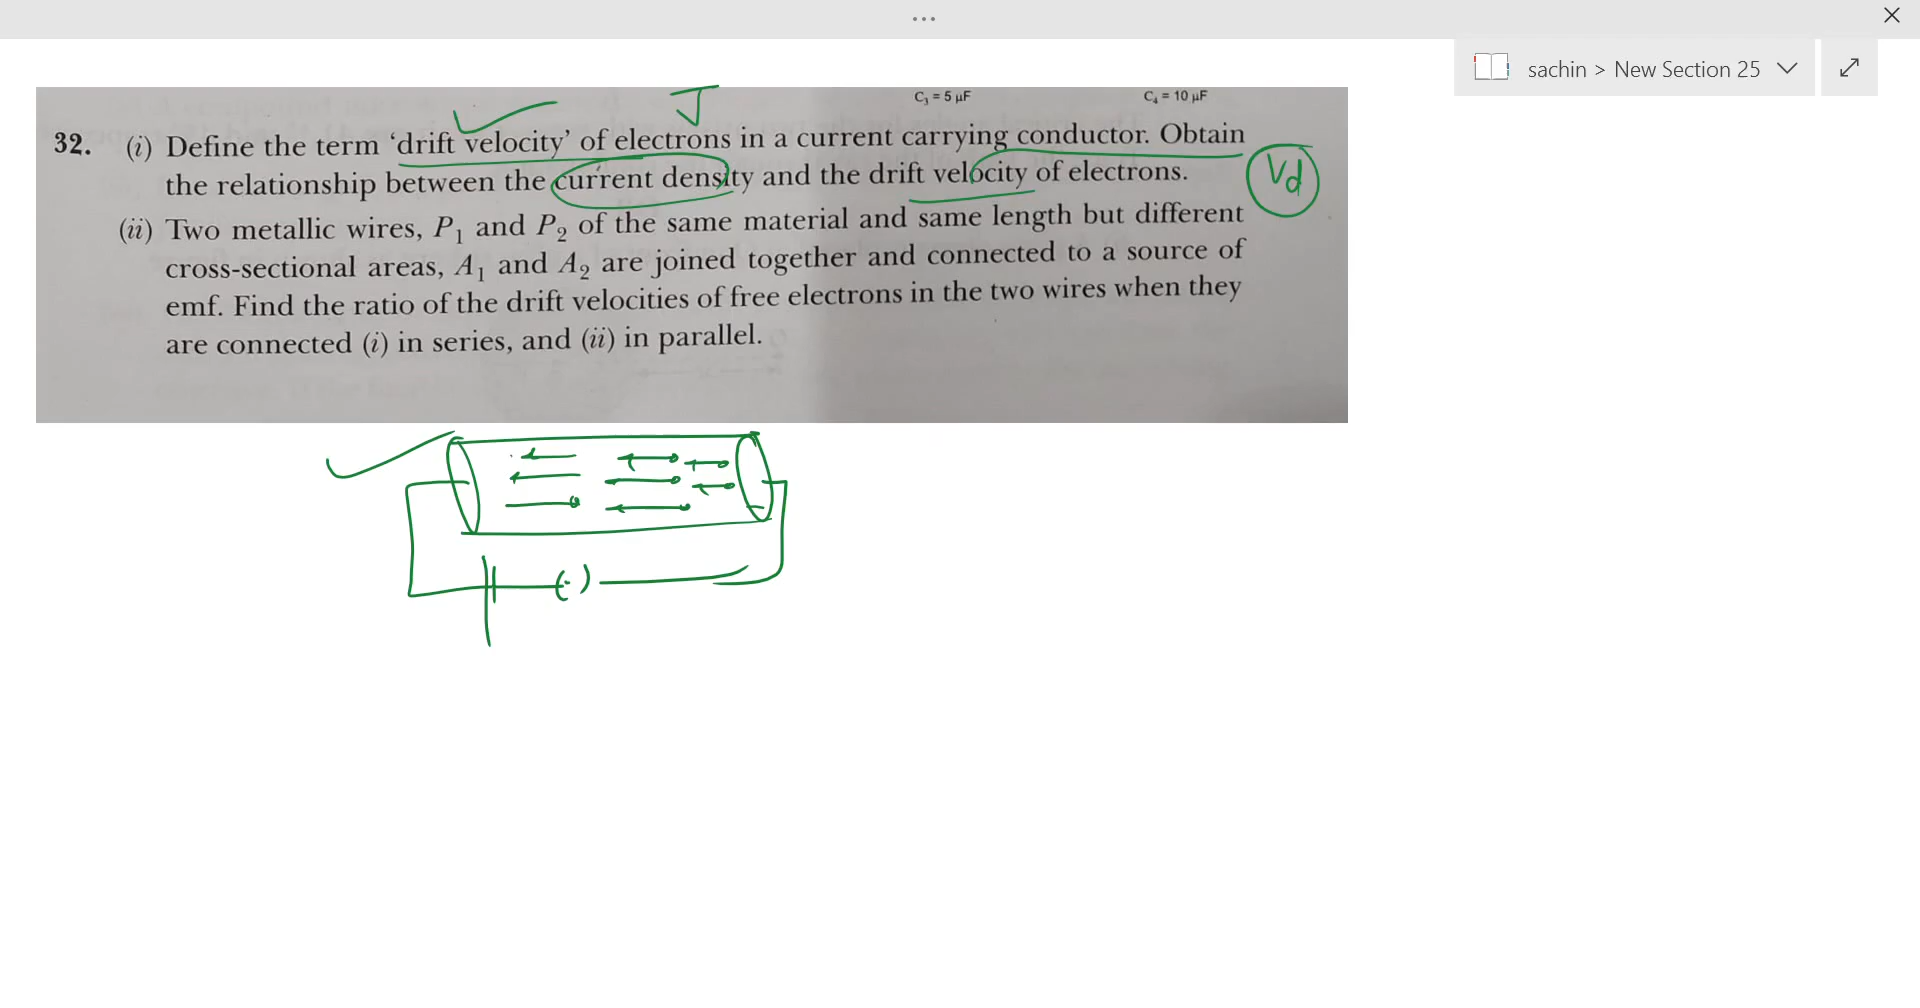 sachin > New Section 25
C₃ = 5 μF C₄ = 10 μF
J
32. (i) Define the term ‘drift velocity’ of electrons in a current carrying conductor. Obtain
the relationship between the current density and the drift velocity of electrons.
Vd
(ii) Two metallic wires, P₁ and P₂ of the same material and same length but different
cross-sectional areas, A₁ and A₂ are joined together and connected to a source of
emf. Find the ratio of the drift velocities of free electrons in the two wires when they
are connected (i) in series, and (ii) in parallel.